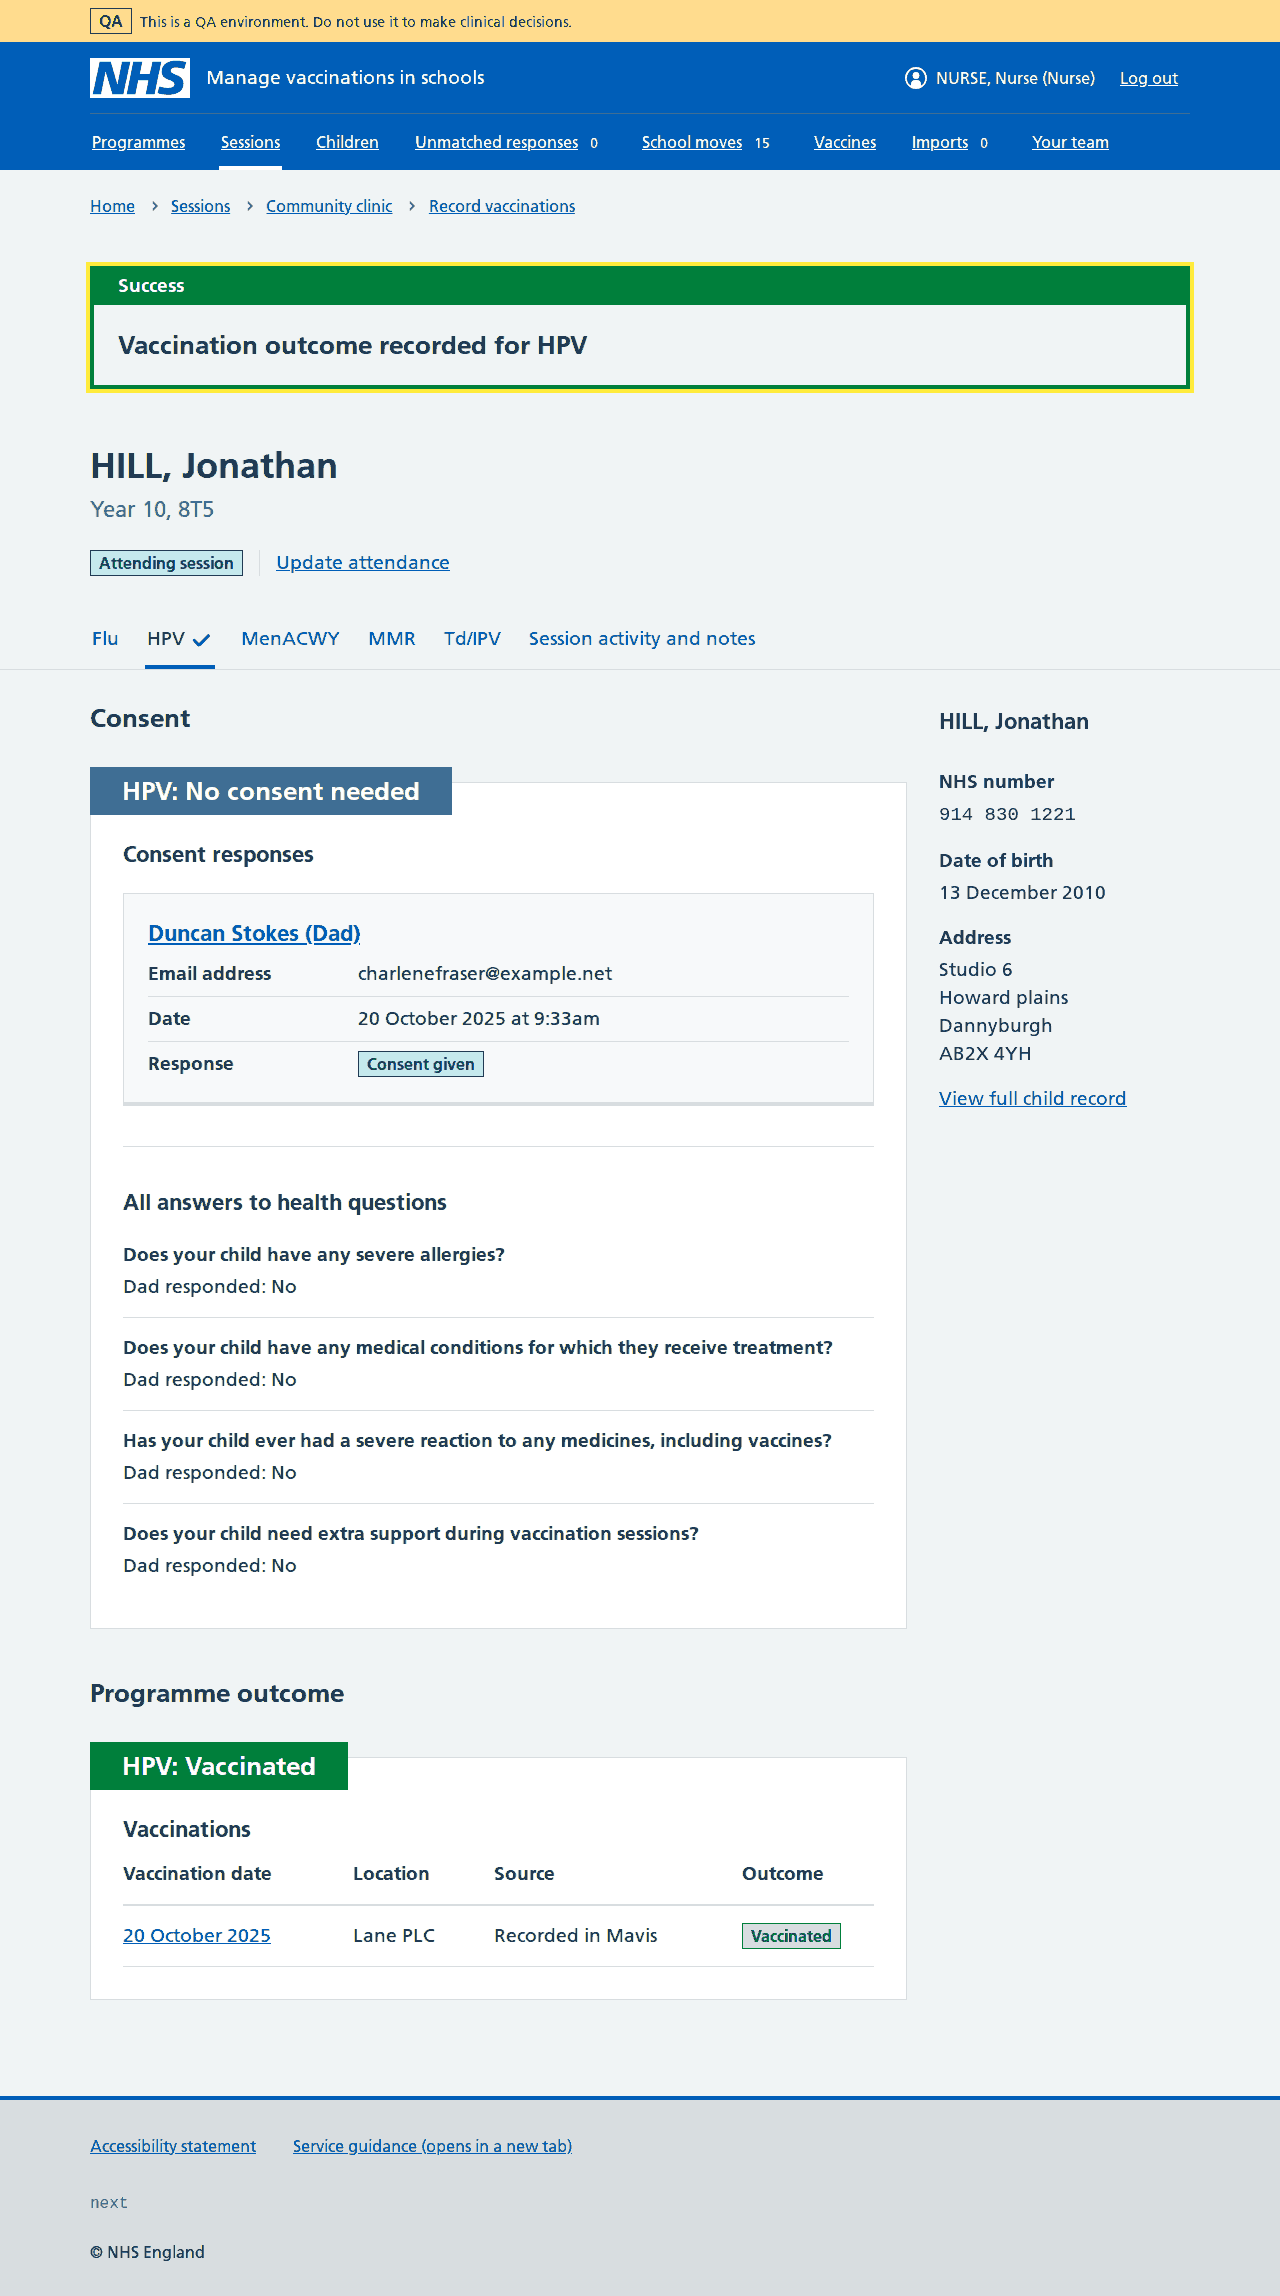 QA This is a QA environment. Do not use it to make clinical decisions.
NHS Manage vaccinations in schools NURSE, Nurse (Nurse) Log out
Programmes Sessions Children Unmatched responses 0 School moves 15 Vaccines Imports 0 Your team
Home Sessions Community clinic Record vaccinations
Success
Vaccination outcome recorded for HPV
HILL, Jonathan
Year 10, 8T5
Attending session Update attendance
Flu HPV MenACWY MMR Td/IPV Session activity and notes
Consent
HPV: No consent needed
Consent responses
Duncan Stokes (Dad)
Email address charlenefraser@example.net
Date 20 October 2025 at 9:33am
Response Consent given
All answers to health questions
Does your child have any severe allergies?
Dad responded: No
Does your child have any medical conditions for which they receive treatment?
Dad responded: No
Has your child ever had a severe reaction to any medicines, including vaccines?
Dad responded: No
Does your child need extra support during vaccination sessions?
Dad responded: No
HILL, Jonathan
NHS number
914 830 1221
Date of birth
13 December 2010
Address
Studio 6
Howard plains
Dannyburgh
AB2X 4YH
View full child record
Programme outcome
HPV: Vaccinated
Vaccinations
Vaccination date Location Source Outcome
20 October 2025 Lane PLC Recorded in Mavis Vaccinated
Accessibility statement Service guidance (opens in a new tab)
next
© NHS England